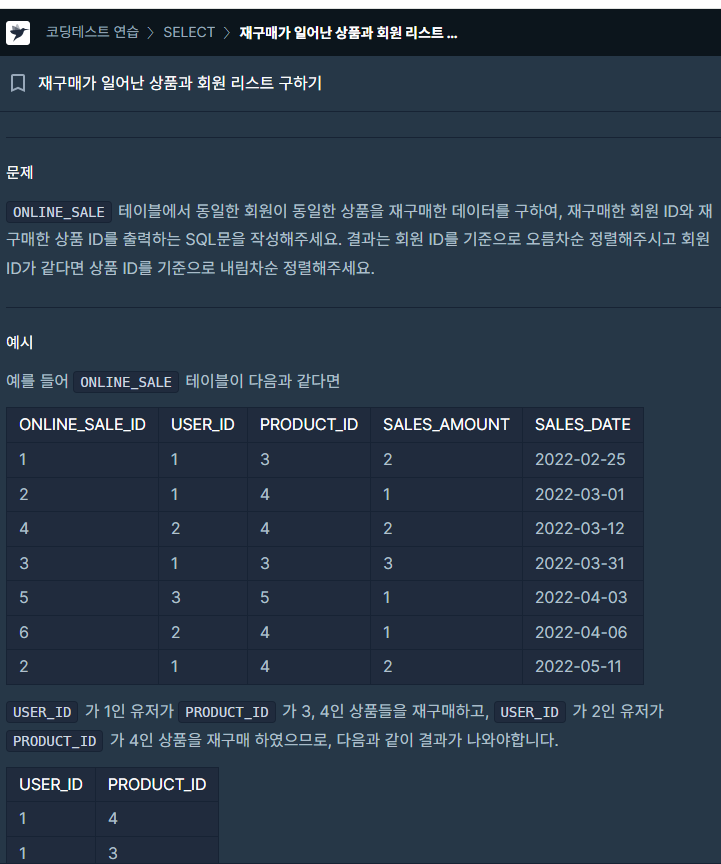 코딩테스트 연습 > SELECT > 재구매가 일어난 상품과 회원 리스트 ...
재구매가 일어난 상품과 회원 리스트 구하기
문제
ONLINE_SALE 테이블에서 동일한 회원이 동일한 상품을 재구매한 데이터를 구하여, 재구매한 회원 ID와 재
구매한 상품 ID를 출력하는 SQL문을 작성해주세요. 결과는 회원 ID를 기준으로 오름차순 정렬해주시고 회원
ID가 같다면 상품 ID를 기준으로 내림차순 정렬해주세요.
예시
예를 들어 ONLINE_SALE 테이블이 다음과 같다면
ONLINE_SALE_ID USER_ID PRODUCT_ID SALES_AMOUNT SALES_DATE
1 1 3 2 2022-02-25
2 1 4 1 2022-03-01
4 2 4 2 2022-03-12
3 1 3 3 2022-03-31
5 3 5 1 2022-04-03
6 2 4 1 2022-04-06
2 1 4 2 2022-05-11
USER_ID 가 1인 유저가 PRODUCT_ID 가 3, 4인 상품들을 재구매하고, USER_ID 가 2인 유저가
PRODUCT_ID 가 4인 상품을 재구매 하였으므로, 다음과 같이 결과가 나와야합니다.
USER_ID PRODUCT_ID
1 4
1 3